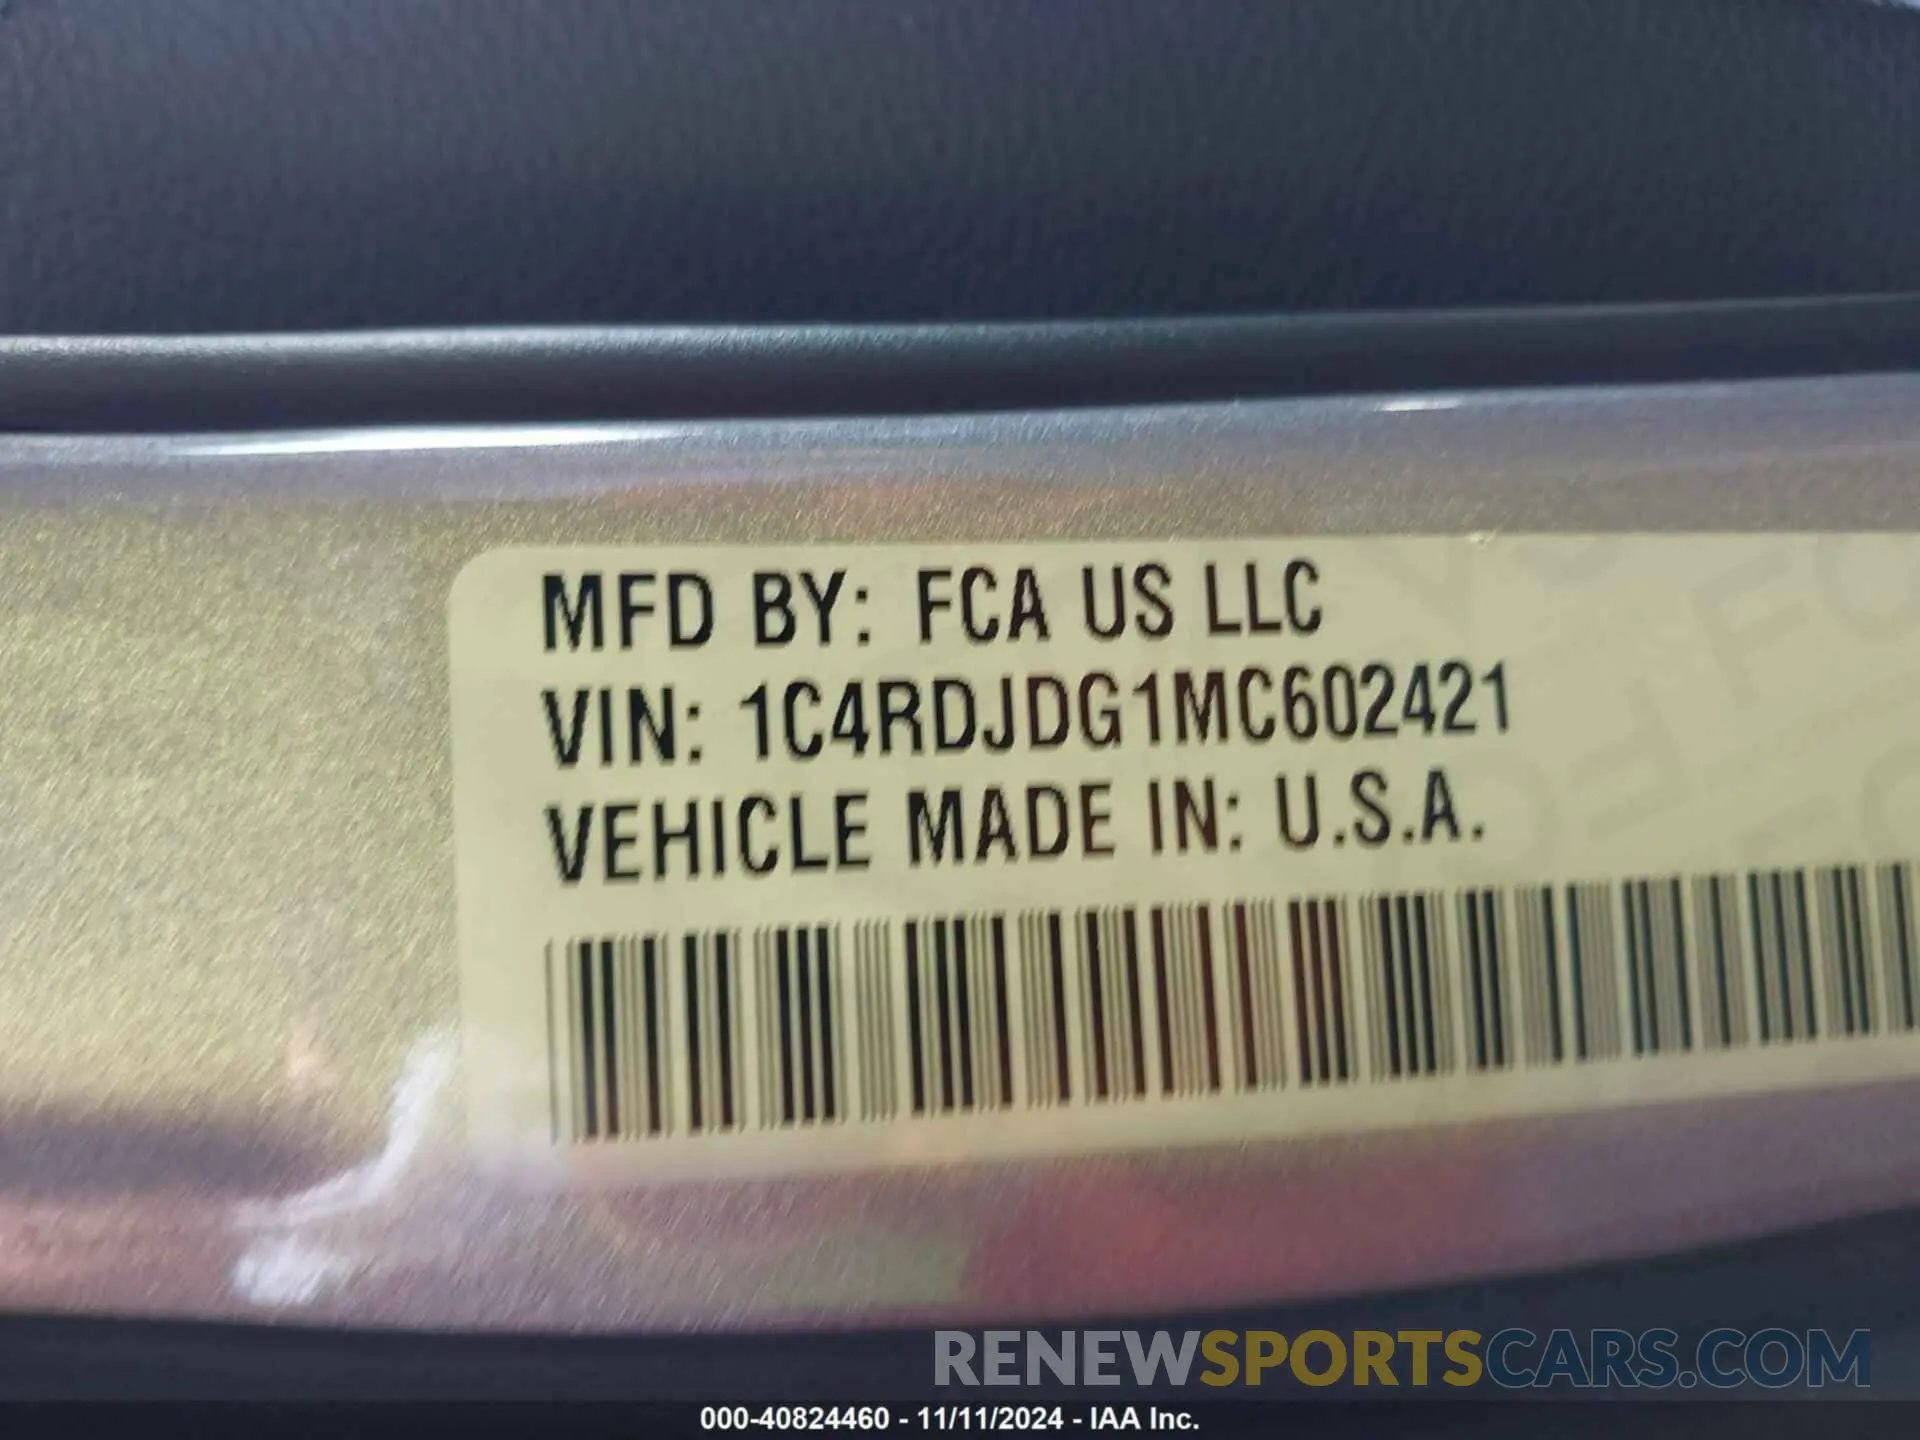 MFD BY: FCA US LLC
VIN: 1C4RDJDG1MC602421
VEHICLE MADE IN: U.S.A.
RENEWSPORTSCARS.COM
000-40824460 - 11/11/2024 - IAA Inc.